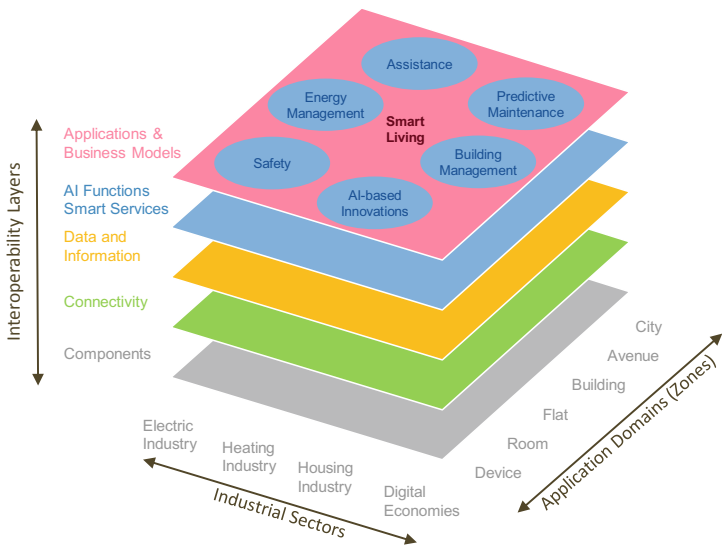 Assistance
Energy
Management
Predictive
Maintenance
Smart
Living
Safety
Building
Management
AI-based
Innovations
Interoperability Layers
Applications &
Business Models
AI Functions
Smart Services
Data and
Information
Connectivity
Components
City
Avenue
Building
Flat
Room
Device
Application Domains (Zones)
Electric
Industry
Heating
Industry
Housing
Industry
Digital
Economies
Industrial Sectors